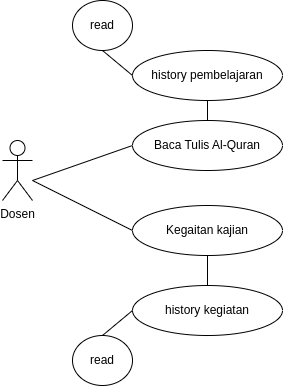 read
history pembelajaran
Baca Tulis Al-Quran
Dosen
Kegaitan kajian
history kegiatan
read